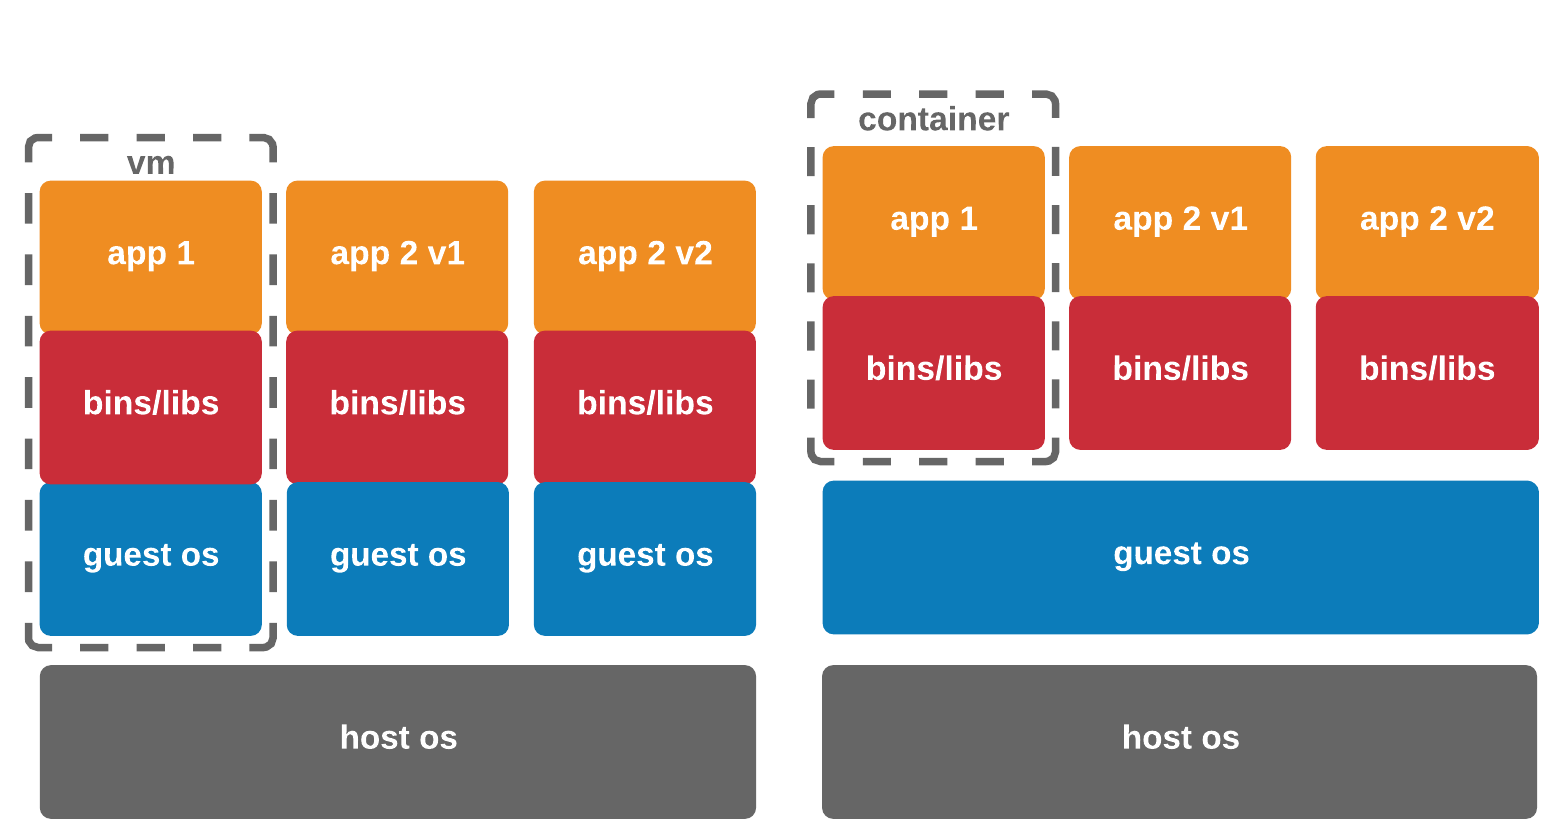 vm
app 1
app 2 v1
app 2 v2
bins/libs
bins/libs
bins/libs
guest os
guest os
guest os
host os
container
app 1
app 2 v1
app 2 v2
bins/libs
bins/libs
bins/libs
guest os
host os